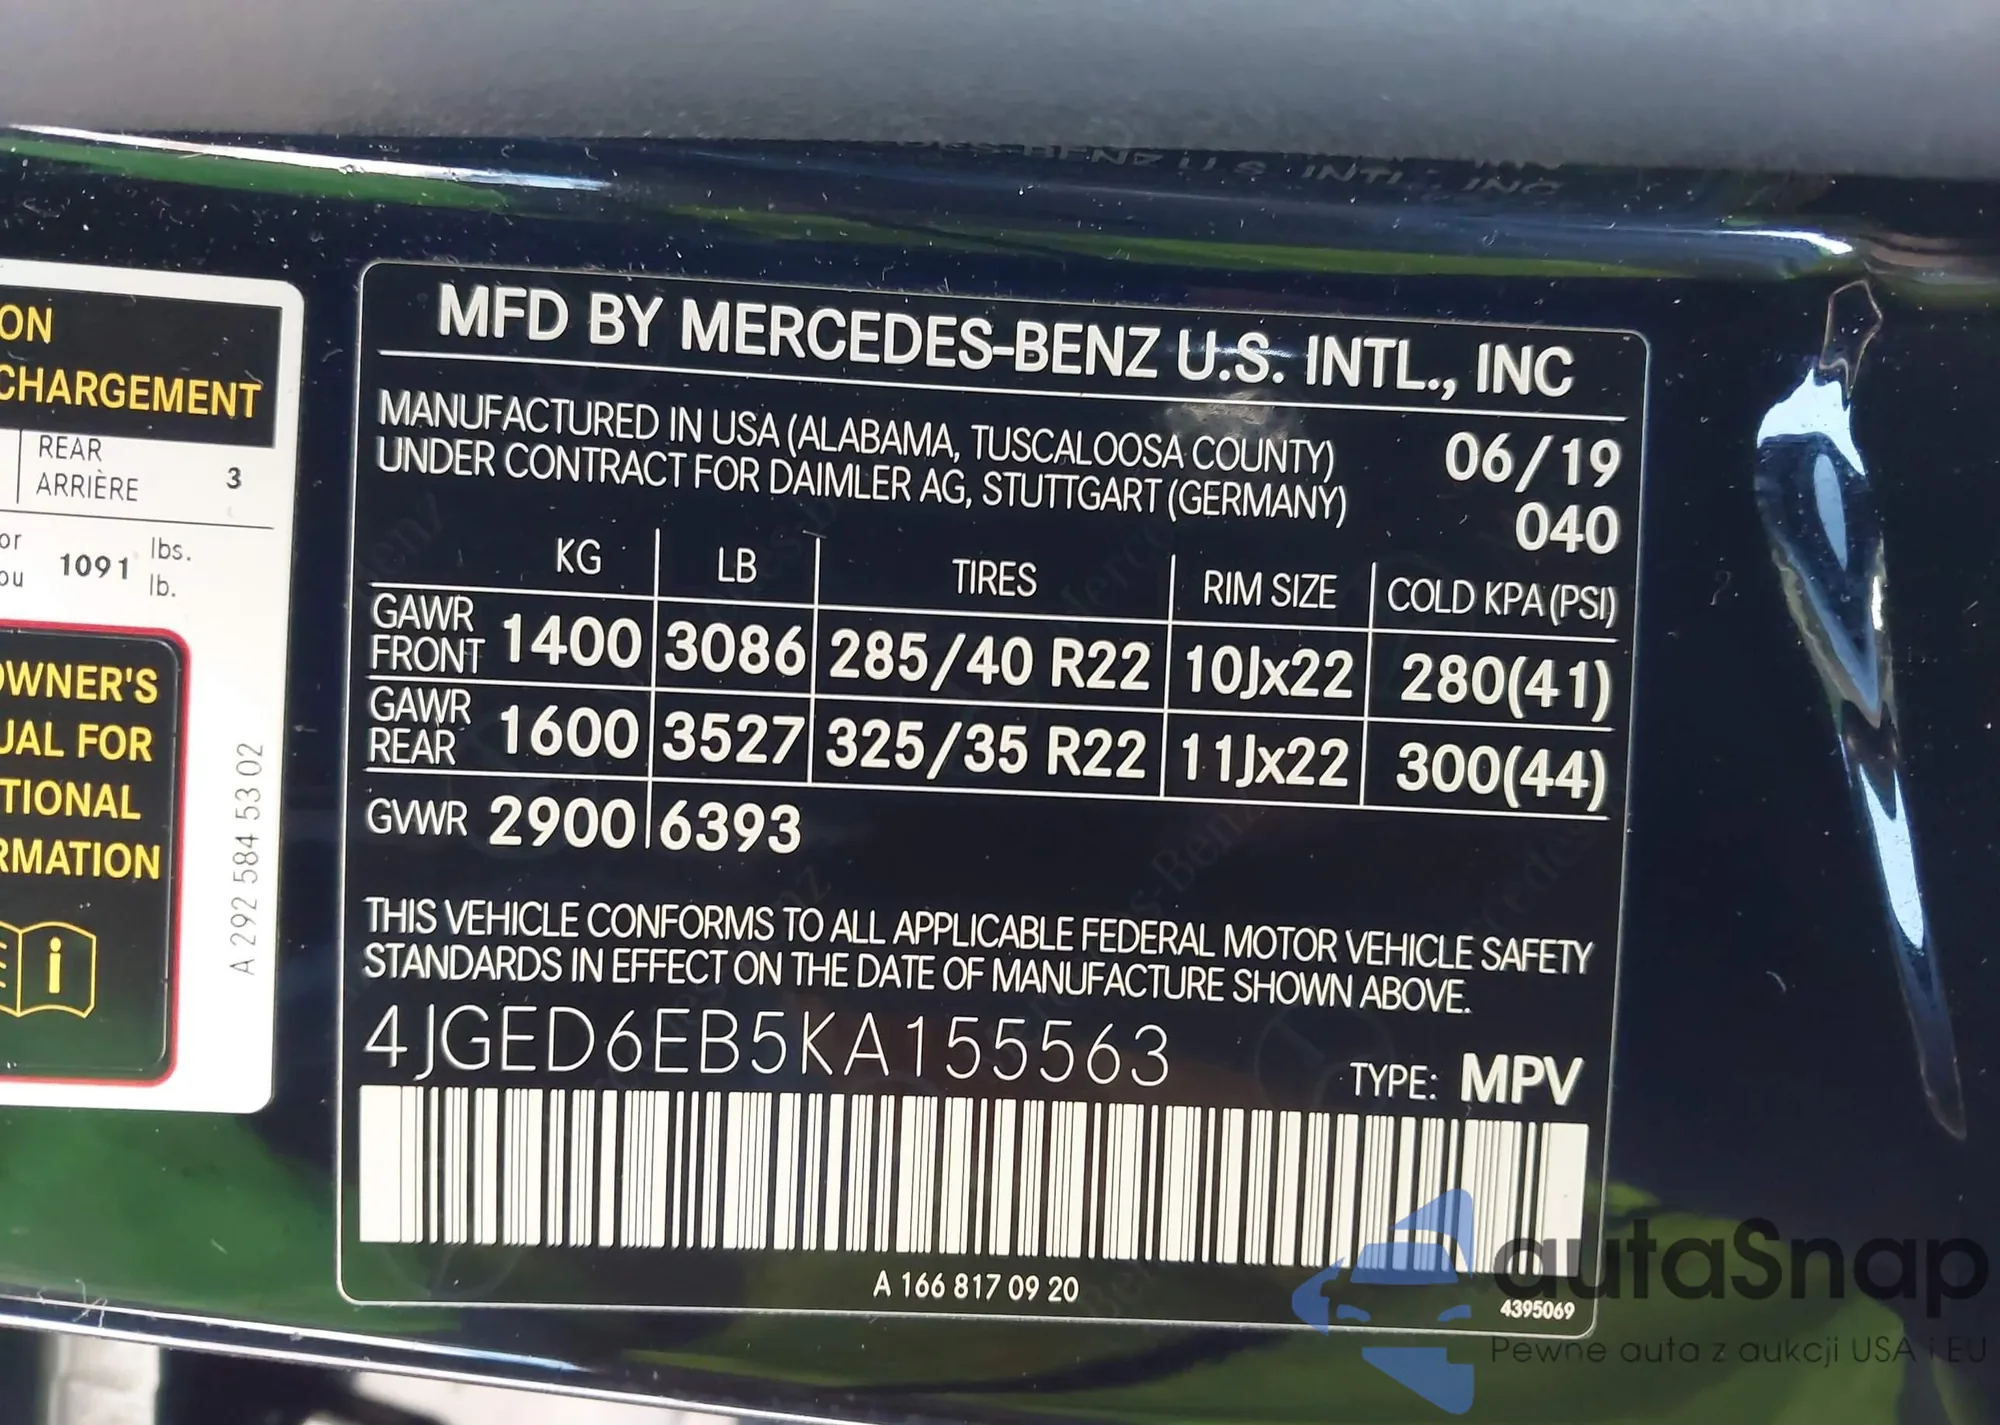 ON
CHARGEMENT
REAR
ARRIÈRE 3
or
ou 1091 lbs.
lb.
OWNER'S
UAL FOR
TIONAL
RMATION
A 292 584 53 02
MFD BY MERCEDES-BENZ U.S. INTL., INC
MANUFACTURED IN USA (ALABAMA, TUSCALOOSA COUNTY)
UNDER CONTRACT FOR DAIMLER AG, STUTTGART (GERMANY)
06/19
040
KG LB TIRES RIM SIZE COLD KPA (PSI)
GAWR
FRONT 1400 3086 285/40 R22 10Jx22 280(41)
GAWR
REAR 1600 3527 325/35 R22 11Jx22 300(44)
GVWR 2900 6393
THIS VEHICLE CONFORMS TO ALL APPLICABLE FEDERAL MOTOR VEHICLE SAFETY
STANDARDS IN EFFECT ON THE DATE OF MANUFACTURE SHOWN ABOVE.
4JGED6EB5KA155563
TYPE: MPV
A 166 817 09 20
4395069
autaSnap
Pewne auta z aukcji USA i EU